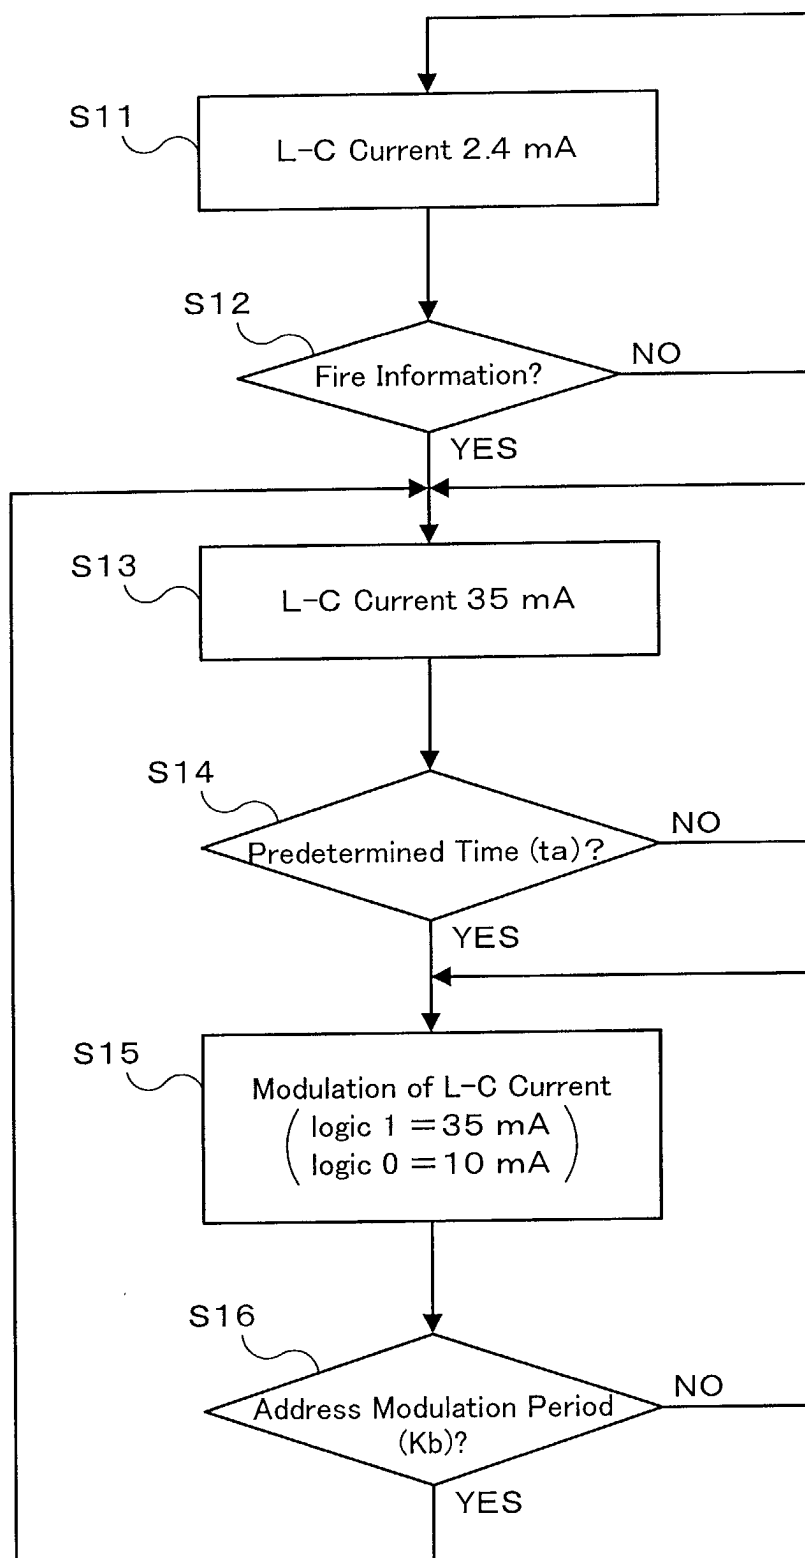 S11
L-C Current 2.4 mA
S12
Fire Information?
NO
YES
S13
L-C Current 35 mA
S14
Predetermined Time (ta)?
NO
YES
S15
Modulation of L-C Current
logic 1 = 35 mA
logic 0 = 10 mA
S16
Address Modulation Period
(Kb)?
NO
YES